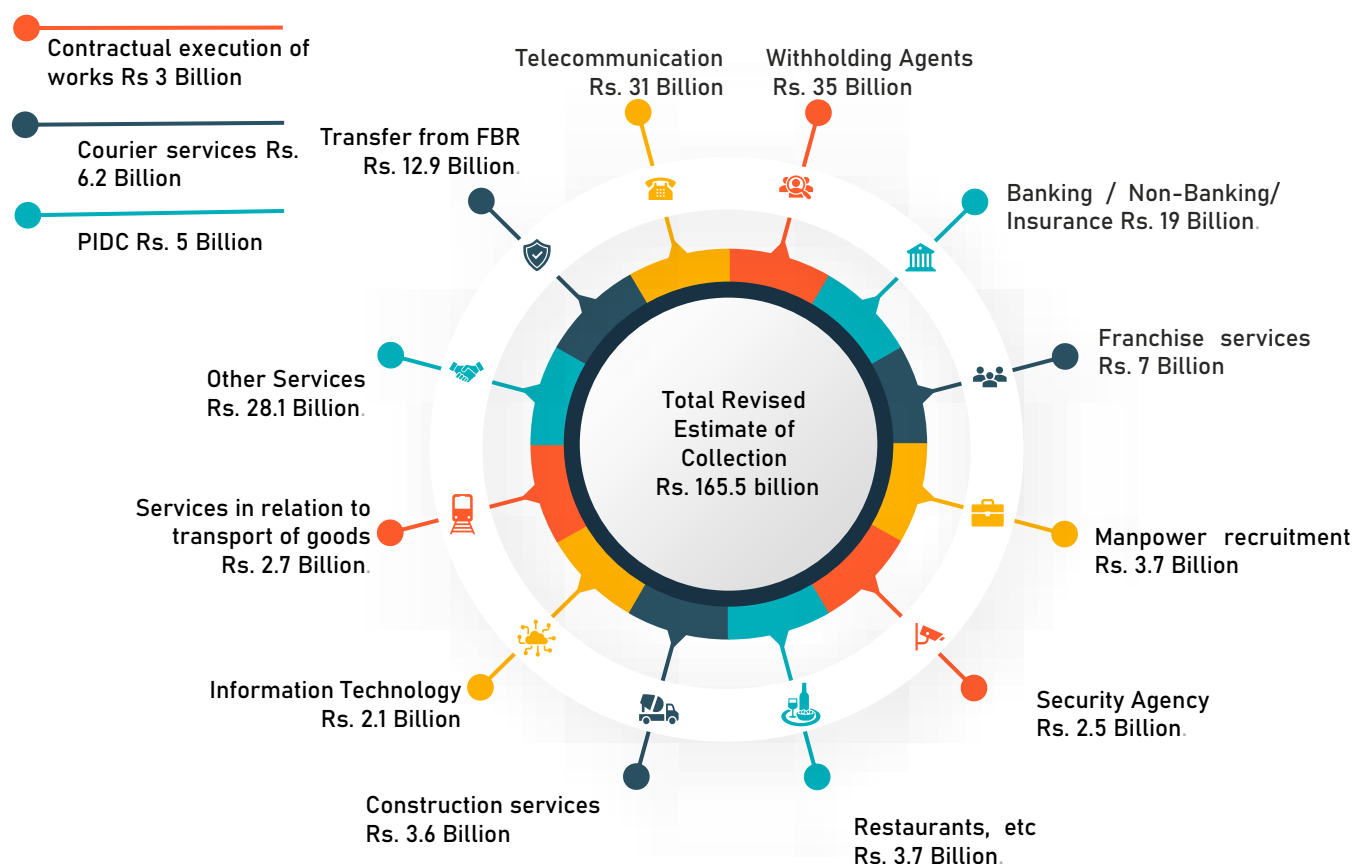 Contractual execution of
works Rs 3 Billion
Courier services Rs.
6.2 Billion
PIDC Rs. 5 Billion
Transfer from FBR
Rs. 12.9 Billion.
Telecommunication
Rs. 31 Billion
Withholding Agents
Rs. 35 Billion
Banking / Non-Banking/
Insurance Rs. 19 Billion.
Franchise services
Rs. 7 Billion
Manpower recruitment
Rs. 3.7 Billion
Security Agency
Rs. 2.5 Billion.
Restaurants, etc
Rs. 3.7 Billion.
Construction services
Rs. 3.6 Billion
Information Technology
Rs. 2.1 Billion
Services in relation to
transport of goods
Rs. 2.7 Billion.
Other Services
Rs. 28.1 Billion.
Total Revised
Estimate of
Collection
Rs. 165.5 billion